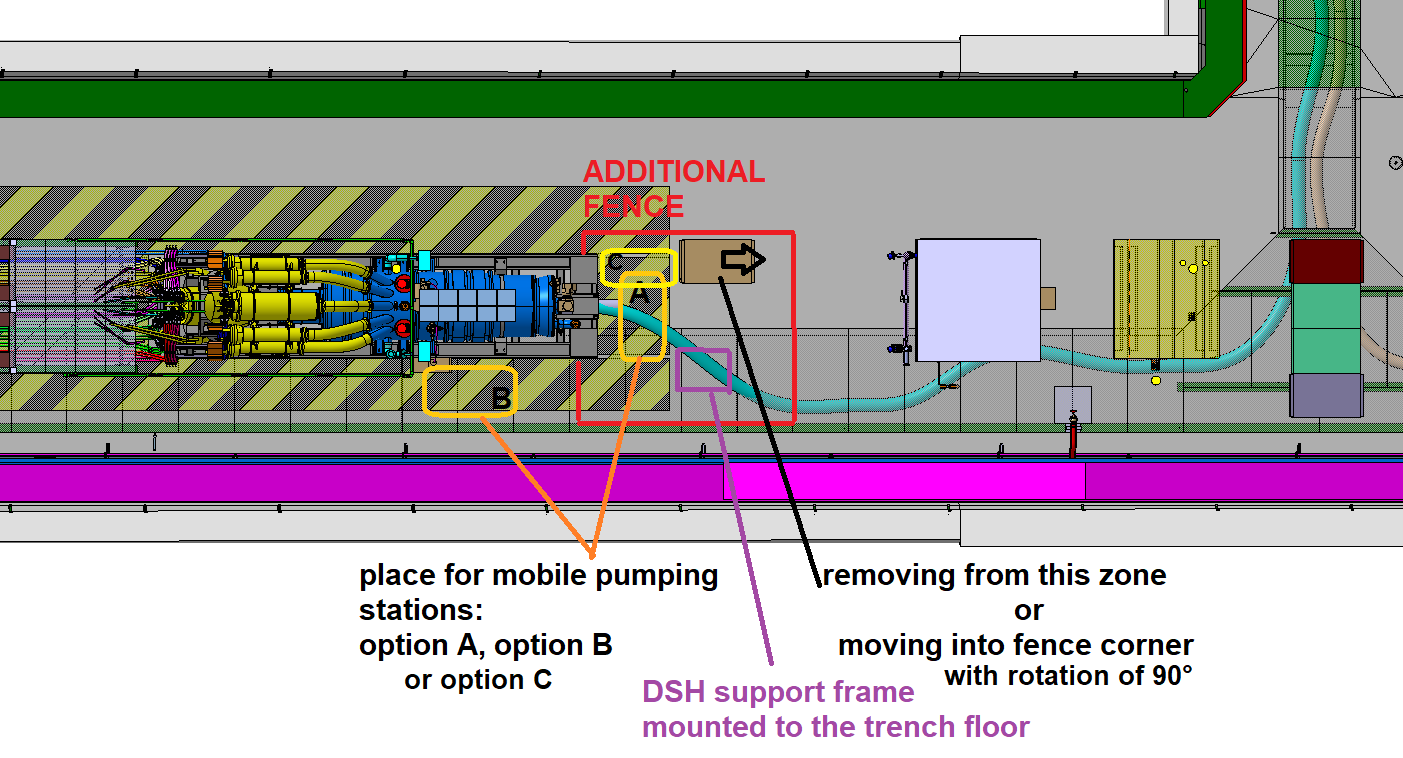 ADDITIONAL
FENCE
C
A
B
place for mobile pumping
stations:
option A, option B
or option C
removing from this zone
or
moving into fence corner
with rotation of 90°
DSH support frame
mounted to the trench floor